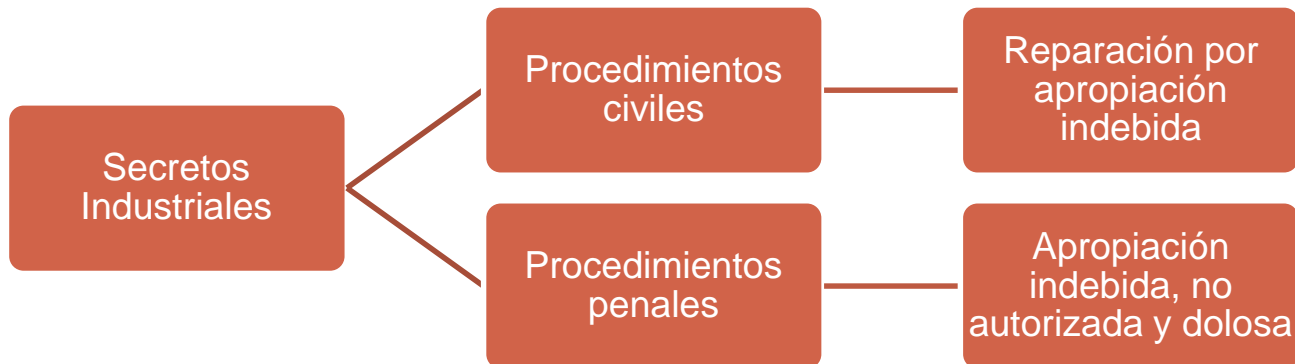 Secretos
Industriales
Procedimientos
civiles
Reparación por
apropiación
indebida
Procedimientos
penales
Apropiación
indebida, no
autorizada y dolosa